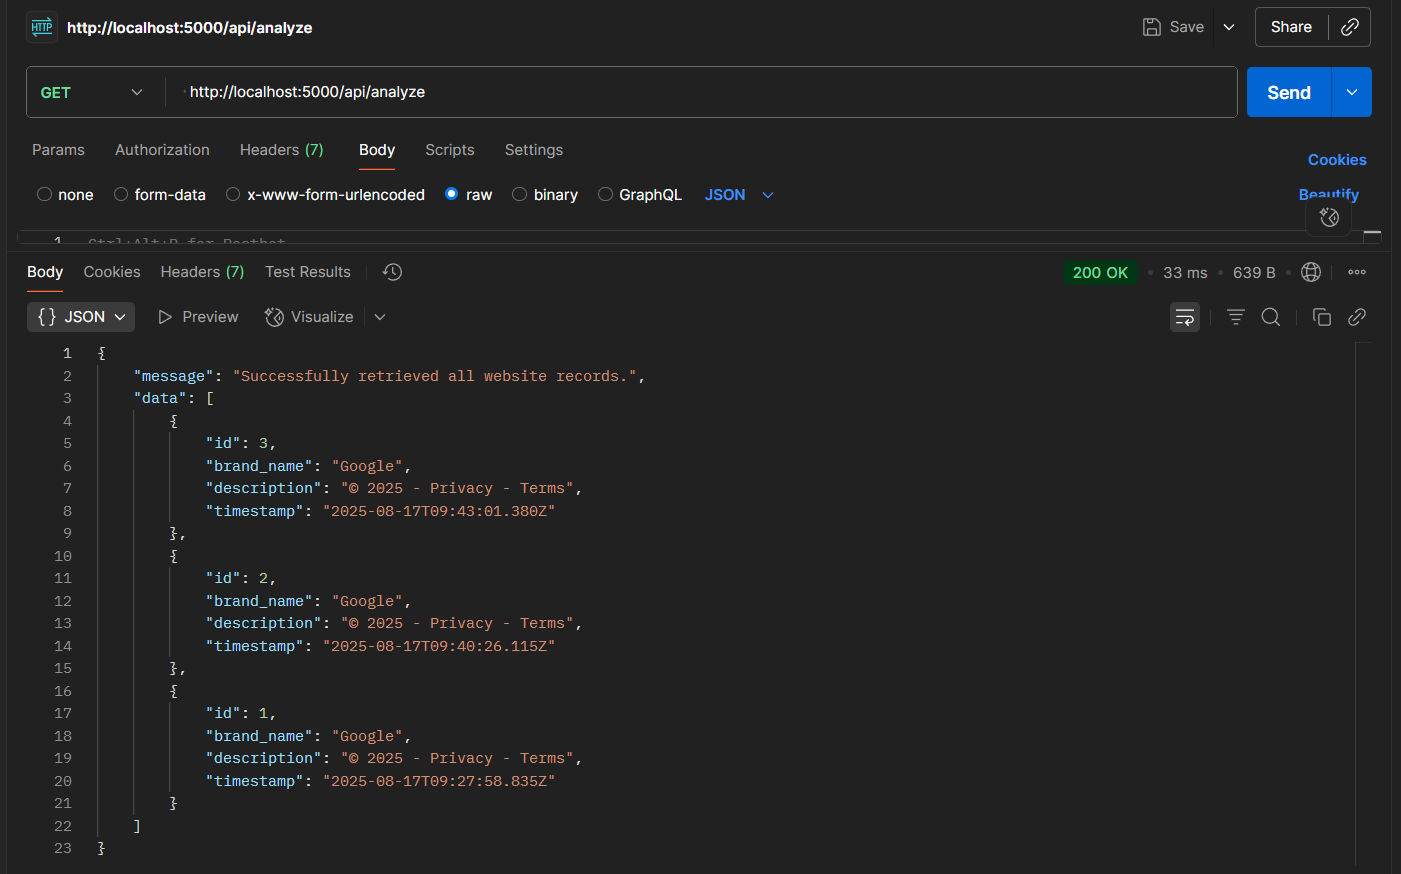 HTTP http://localhost:5000/api/analyze Save Share
GET http://localhost:5000/api/analyze Send
Params Authorization Headers (7) Body Scripts Settings Cookies
none form-data x-www-form-urlencoded raw binary GraphQL JSON Beautify
1 Ctrl+Alt+P for Postbot
Body Cookies Headers (7) Test Results 200 OK • 33 ms • 639 B •
{} JSON Preview Visualize
1 {
2 "message": "Successfully retrieved all website records.",
3 "data": [
4 {
5 "id": 3,
6 "brand_name": "Google",
7 "description": "© 2025 - Privacy - Terms",
8 "timestamp": "2025-08-17T09:43:01.380Z"
9 },
10 {
11 "id": 2,
12 "brand_name": "Google",
13 "description": "© 2025 - Privacy - Terms",
14 "timestamp": "2025-08-17T09:40:26.115Z"
15 },
16 {
17 "id": 1,
18 "brand_name": "Google",
19 "description": "© 2025 - Privacy - Terms",
20 "timestamp": "2025-08-17T09:27:58.835Z"
21 }
22 ]
23 }